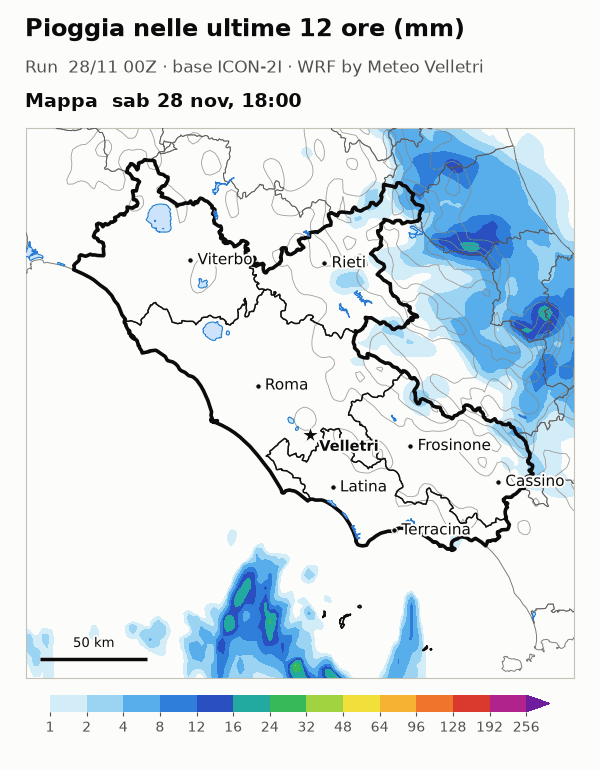 Pioggia nelle ultime 12 ore (mm)
Run  28/11 00Z · base ICON-2I · WRF by Meteo Velletri
Mappa  sab 28 nov, 18:00
Viterbo
Rieti
Roma
Velletri
Frosinone
Latina
Cassino
Terracina
50 km
1 2 4 8 12 16 24 32 48 64 96 128 192 256